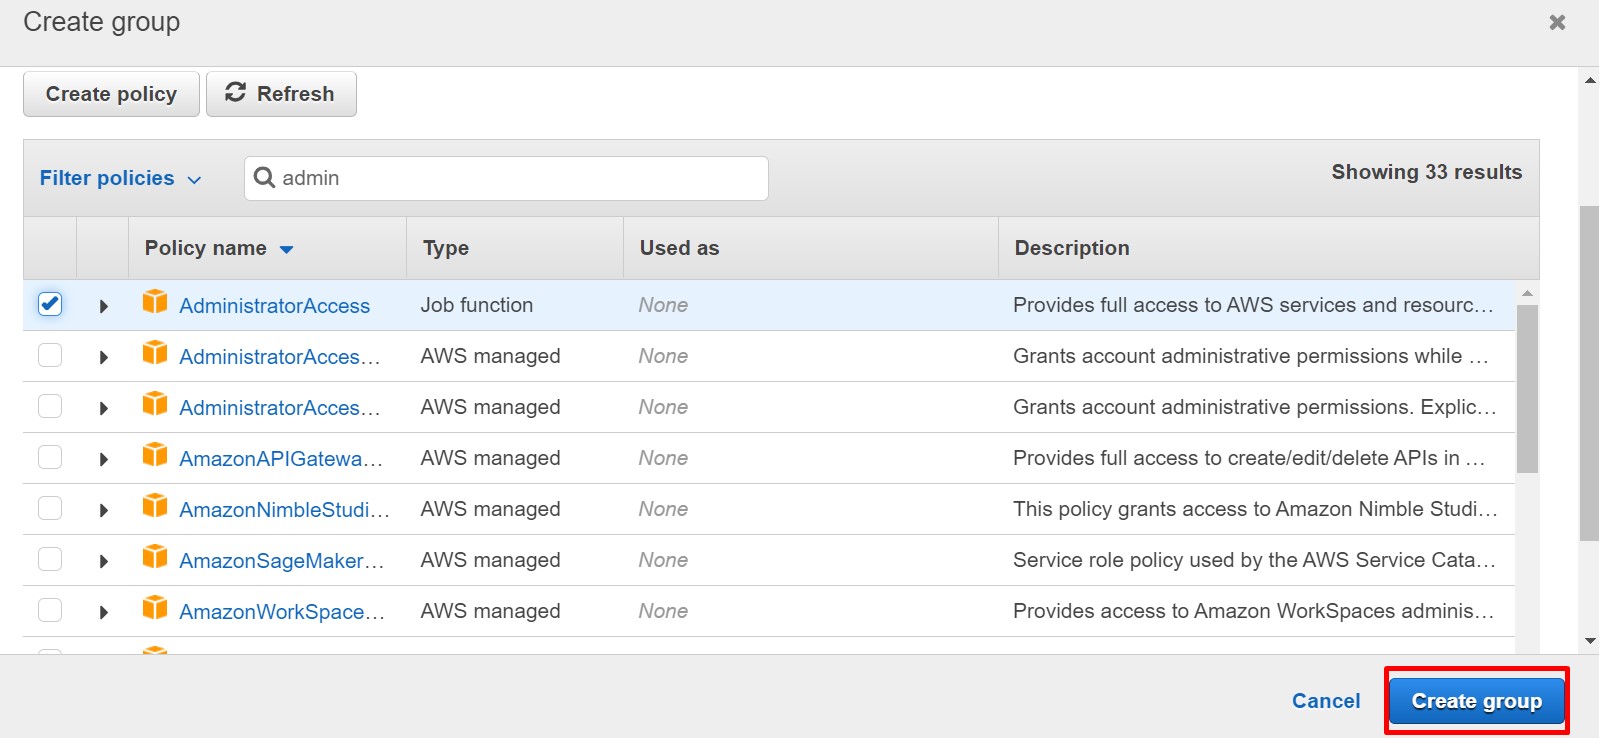 Create group
Create policy Refresh
Filter policies admin Showing 33 results
Policy name Type Used as Description
AdministratorAccess Job function None Provides full access to AWS services and resourc...
AdministratorAcces... AWS managed None Grants account administrative permissions while ...
AdministratorAcces... AWS managed None Grants account administrative permissions. Explic...
AmazonAPIGatewa... AWS managed None Provides full access to create/edit/delete APIs in ...
AmazonNimbleStudi... AWS managed None This policy grants access to Amazon Nimble Studi...
AmazonSageMaker... AWS managed None Service role policy used by the AWS Service Cata...
AmazonWorkSpace... AWS managed None Provides access to Amazon WorkSpaces adminis...
Cancel Create group